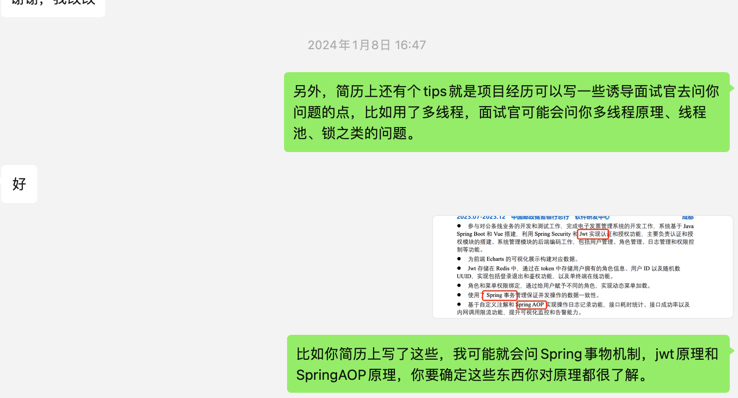 谢谢，我改改
2024年1月8日 16:47
另外，简历上还有个tips就是项目经历可以写一些诱导面试官去问你
问题的点，比如用了多线程，面试官可能会问你多线程原理、线程
池、锁之类的问题。
好
2023.07-2023.12 中国邮政储蓄银行总行 软件研发中心 成都
● 参与对公条线业务的开发和测试工作，完成电子发票管理系统的开发工作，系统基于 Java
Spring Boot 和 Vue 搭建，利用 Spring Security 和 Jwt 实现认证和授权功能，主要负责认证和授
权模块的搭建，系统管理模块的后端编码工作，包括用户管理、角色管理、日志管理和权限控
制等功能。
● 为前端 Echarts 的可视化展示构建对应数据。
● Jwt 存储在 Redis 中，通过在 token 中存储用户拥有的角色信息、用户 ID 以及随机数
UUID，实现包括登录退出和鉴权功能，以及单终端在线功能。
● 角色和菜单权限绑定，通过给用户赋予不同的角色，实现动态菜单加载。
● 使用了 Spring 事务管理保证并发操作的数据一致性。
● 基于自定义注解和 Spring AOP 实现操作日志记录功能、接口耗时统计、接口成功率以及
内网调用限流功能，提升可视化监控和告警能力。
比如你简历上写了这些，我可能就会问Spring事物机制，jwt原理和
SpringAOP原理，你要确定这些东西你对原理都很了解。